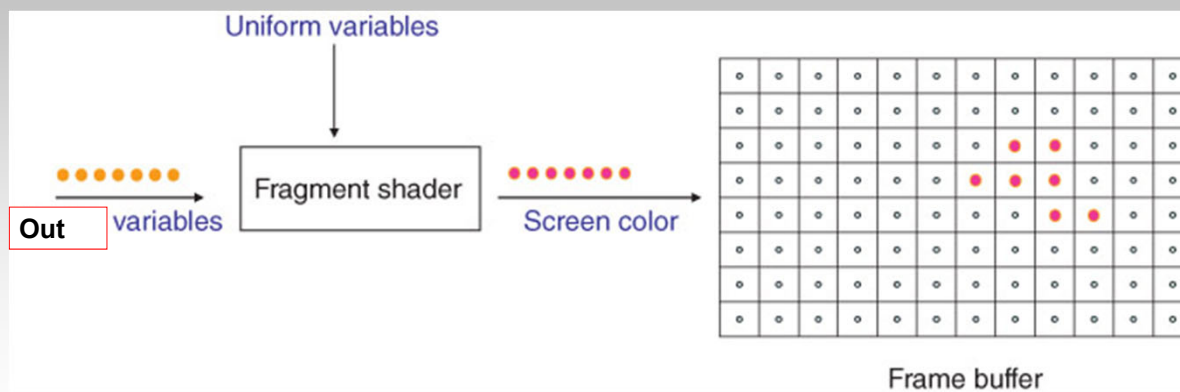 Uniform variables
Fragment shader
Out variables
Screen color
Frame buffer